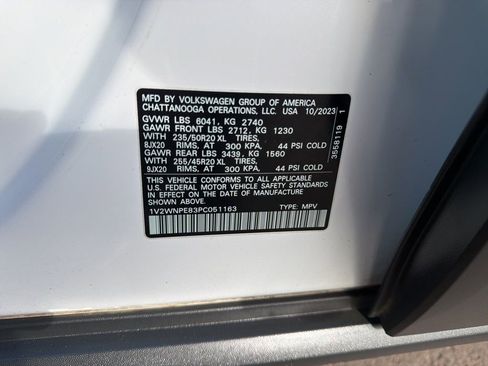 MFD BY VOLKSWAGEN GROUP OF AMERICA
CHATTANOOGA OPERATIONS, LLC. USA 10/2023
GVWR LBS 6041, KG 2740
GAWR FRONT LBS 2712, KG 1230
WITH 235/50R20 XL TIRES,
8JX20 RIMS, AT 300 KPA, 44 PSI COLD
GAWR REAR LBS 3439, KG 1560
WITH 255/45R20 XL TIRES,
9JX20 RIMS, AT 300 KPA, 44 PSI COLD
THIS VEHICLE CONFORMS TO ALL APPLICABLE
U.S. FEDERAL MOTOR VEHICLE SAFETY STANDARDS
IN EFFECT ON THE DATE OF MANUFACTURE
SHOWN ABOVE.
1V2WNPE83PC051163 TYPE: MPV
3558119 1